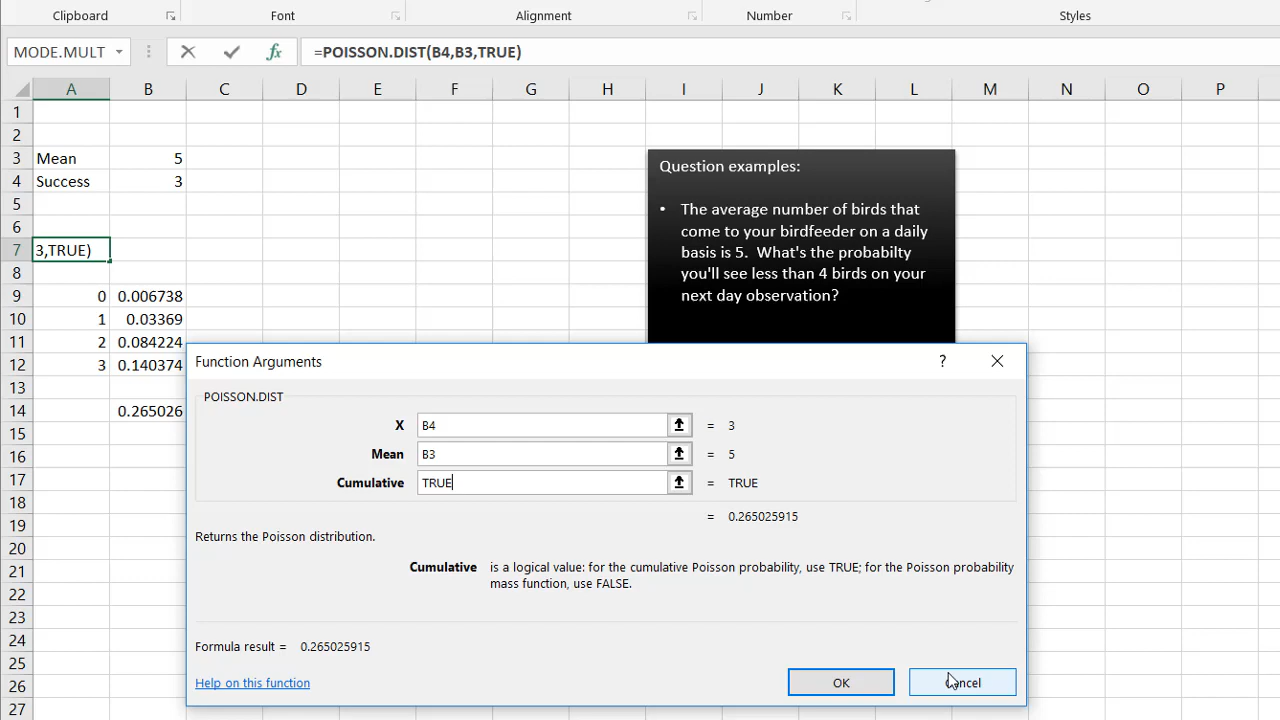 Clipboard Font Alignment Number Styles
MODE.MULT =POISSON.DIST(B4,B3,TRUE)
A B C D E F G H I J K L M N O P
1
2
3 Mean 5
4 Success 3
5
6
7 3,TRUE)
8
9 0 0.006738
10 1 0.03369
11 2 0.084224
12 3 0.140374
13
14 0.265026
15
16
17
18
19
20
21
22
23
24
25
26
27
Question examples:
• The average number of birds that
come to your birdfeeder on a daily
basis is 5. What's the probabilty
you'll see less than 4 birds on your
next day observation?
Function Arguments ?
POISSON.DIST
X B4 = 3
Mean B3 = 5
Cumulative TRUE = TRUE
= 0.265025915
Returns the Poisson distribution.
Cumulative is a logical value: for the cumulative Poisson probability, use TRUE; for the Poisson probability
mass function, use FALSE.
Formula result = 0.265025915
Help on this function OK Cancel